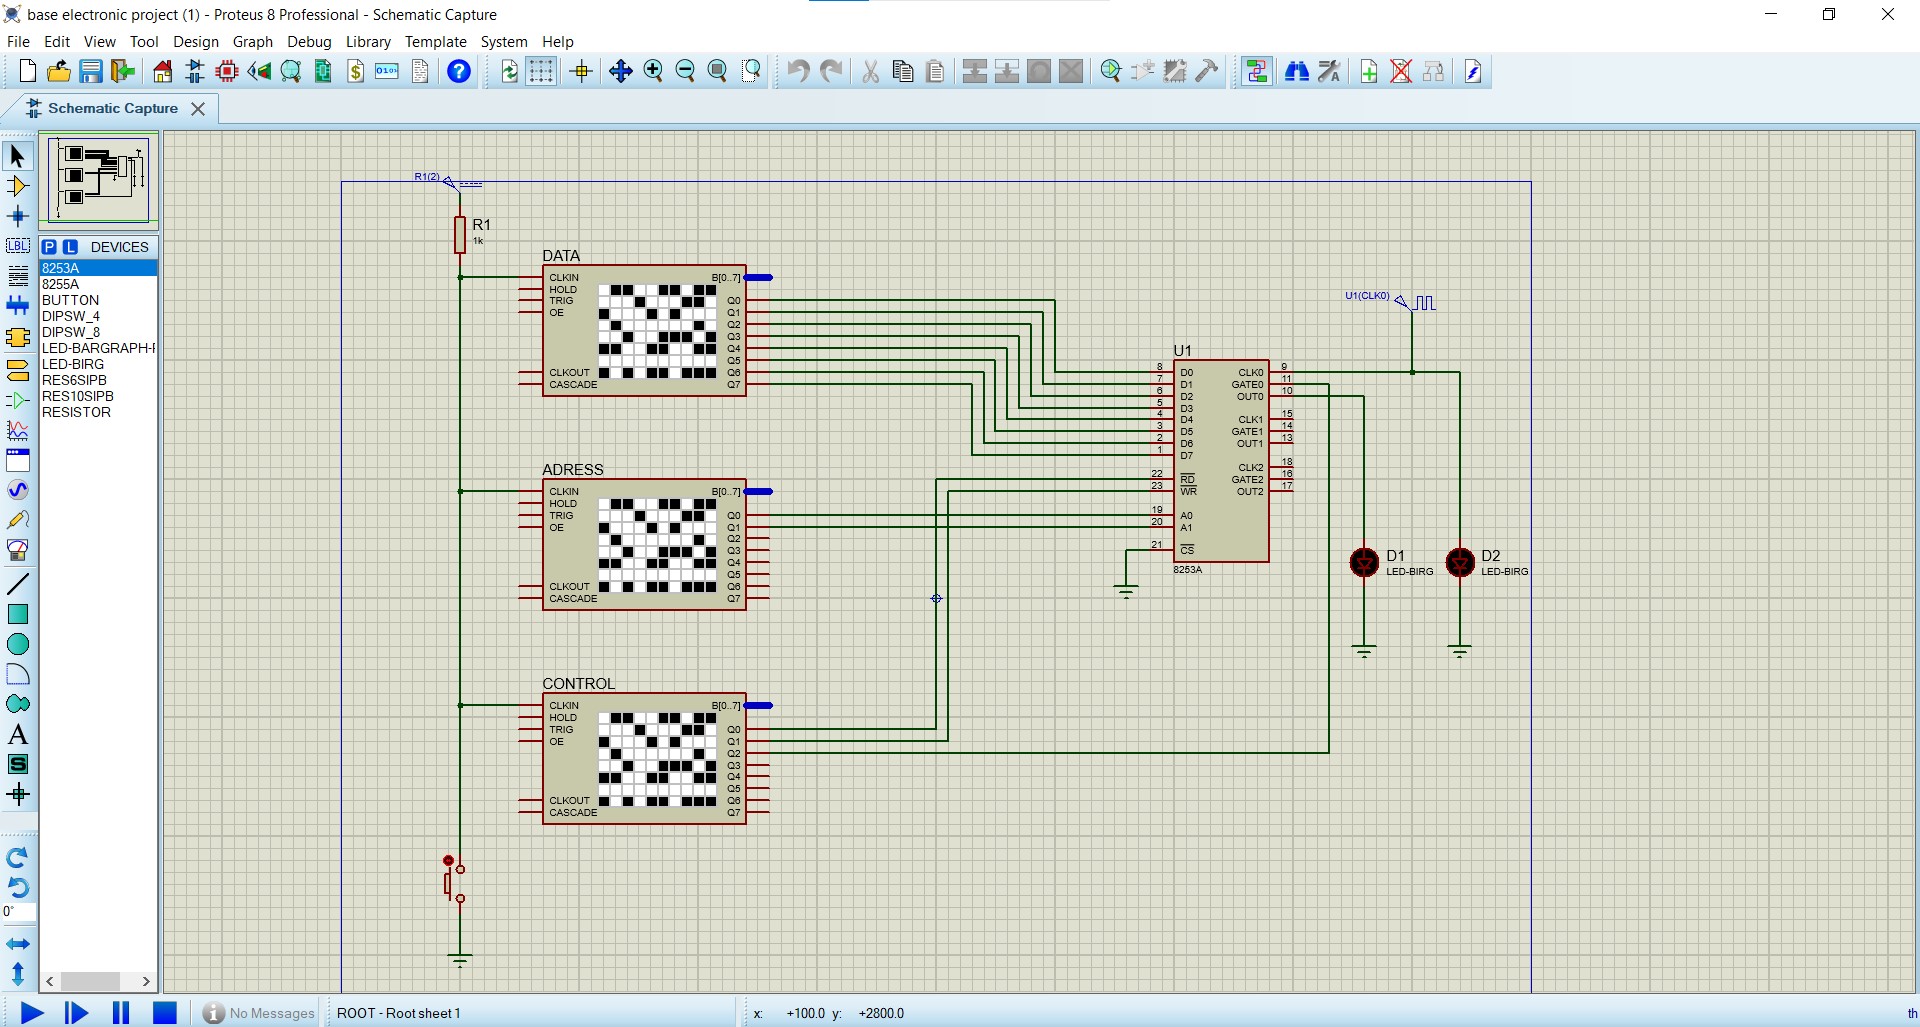 base electronic project (1) - Proteus 8 Professional - Schematic Capture
File Edit View Tool Design Graph Debug Library Template System Help
Schematic Capture
P L DEVICES
8253A
8255A
BUTTON
DIPSW_4
DIPSW_8
LED-BARGRAPH-
LED-BIRG
RES6SIPB
RES10SIPB
RESISTOR
LBL
A
S
0°
R1(2)
R1
1k
DATA
CLKIN
HOLD
TRIG
OE
CLKOUT
CASCADE
B[0..7]
Q0
Q1
Q2
Q3
Q4
Q5
Q6
Q7
ADRESS
CLKIN
HOLD
TRIG
OE
CLKOUT
CASCADE
B[0..7]
Q0
Q1
Q2
Q3
Q4
Q5
Q6
Q7
CONTROL
CLKIN
HOLD
TRIG
OE
CLKOUT
CASCADE
B[0..7]
Q0
Q1
Q2
Q3
Q4
Q5
Q6
Q7
U1(CLK0)
U1
8 D0
7 D1
6 D2
5 D3
4 D4
3 D5
2 D6
1 D7
22 RD
23 WR
19 A0
20 A1
21 CS
CLK0 9
GATE0 11
OUT0 10
CLK1 15
GATE1 14
OUT1 13
CLK2 18
GATE2 16
OUT2 17
8253A
D1
LED-BIRG
D2
LED-BIRG
No Messages
ROOT - Root sheet 1
x: +100.0 y: +2800.0
th